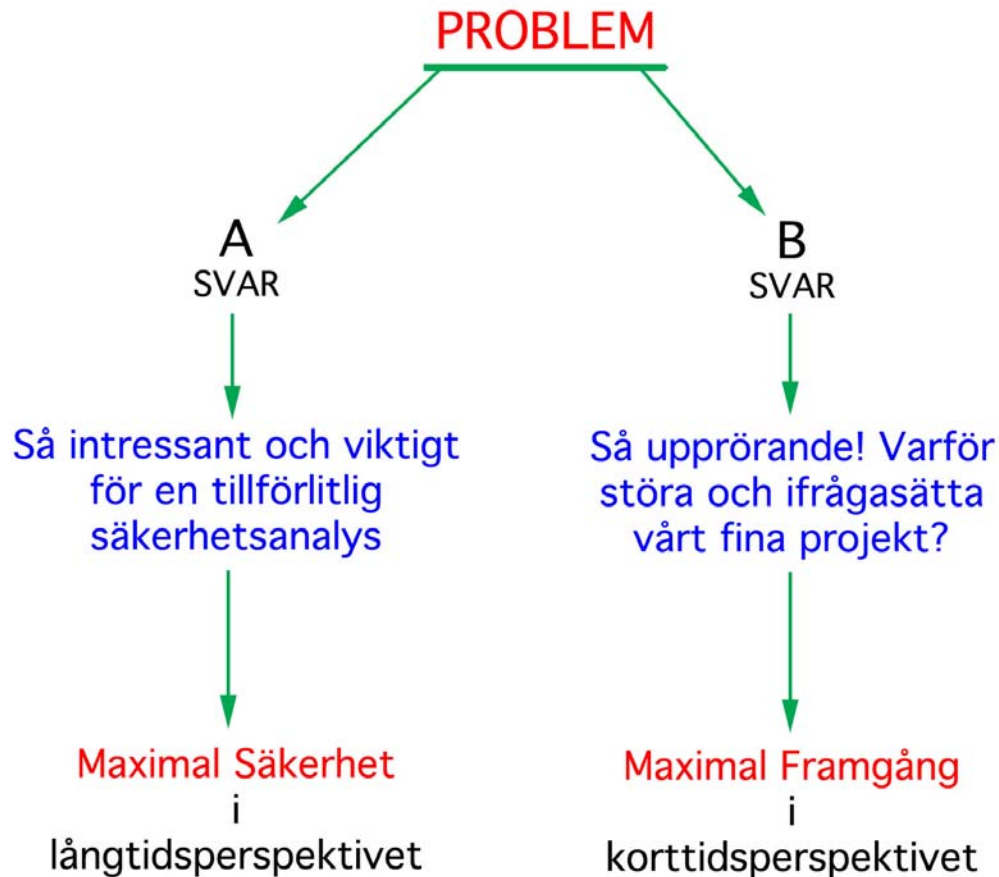 PROBLEM
A
SVAR
Så intressant och viktigt
för en tillförlitlig
säkerhetsanalys
Maximal Säkerhet
i
långtidsperspektivet
B
SVAR
Så upprörande! Varför
störa och ifrågasätta
vårt fina projekt?
Maximal Framgång
i
korttidsperspektivet